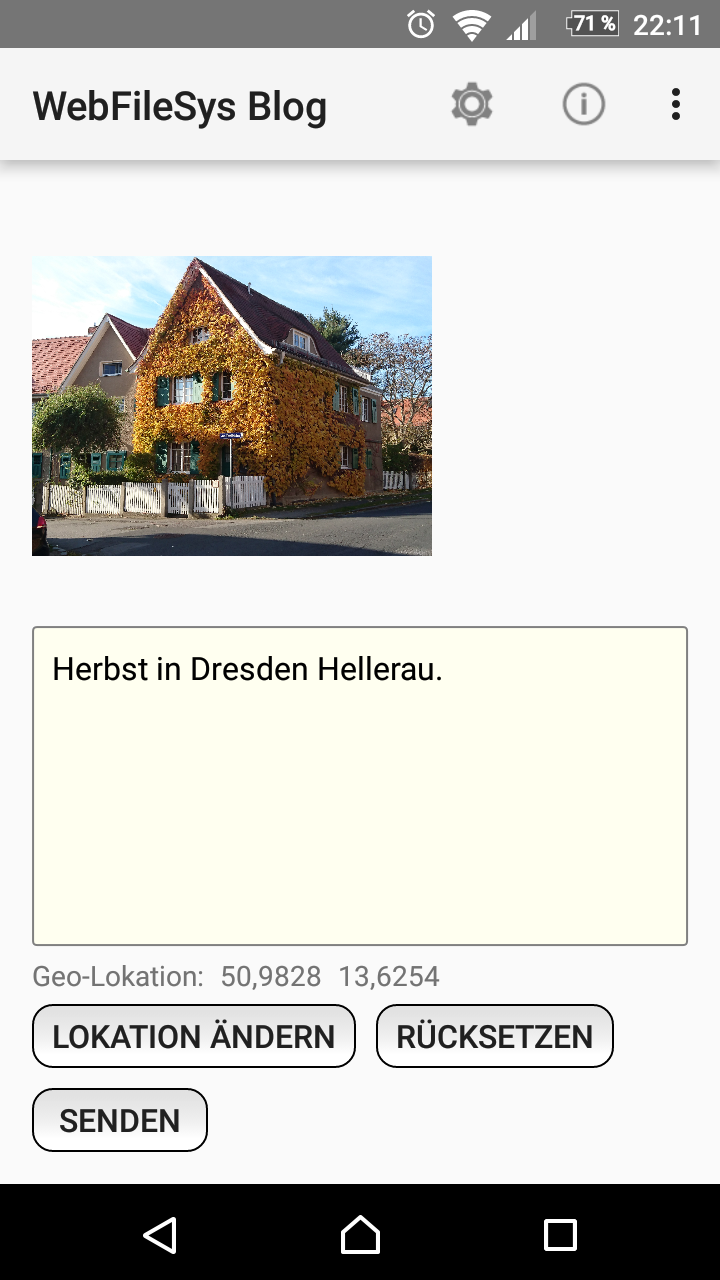 71 % 22:11
WebFileSys Blog
Herbst in Dresden Hellerau.
Geo-Lokation: 50,9828 13,6254
LOKATION ÄNDERN RÜCKSETZEN
SENDEN